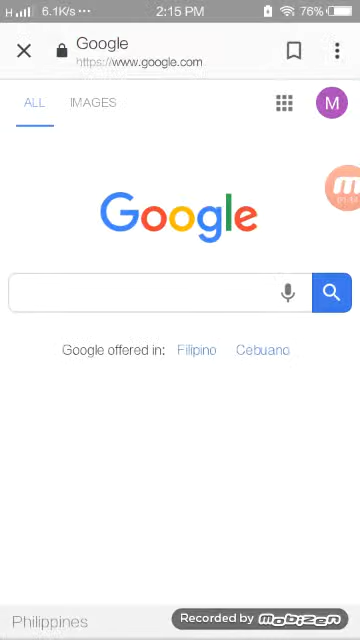 H 6.1K/s ... 2:15 PM 76%
Google
https://www.google.com
ALL IMAGES
M
Google
Google offered in: Filipino Cebuano
Philippines
Recorded by mobizen